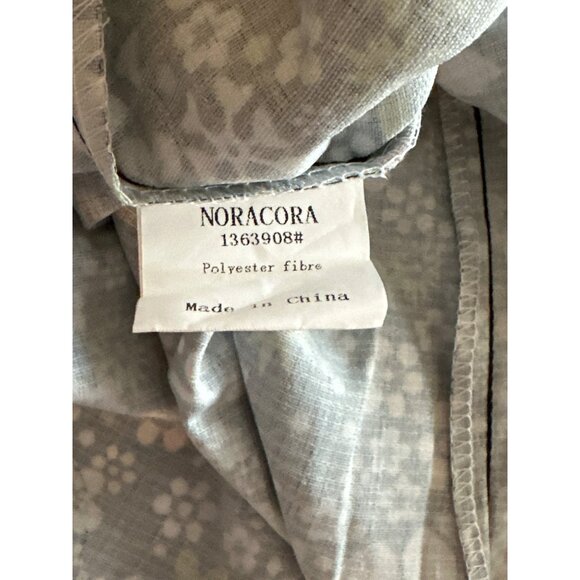 NORACORA
1363908#
Polyester fibre
Made in China